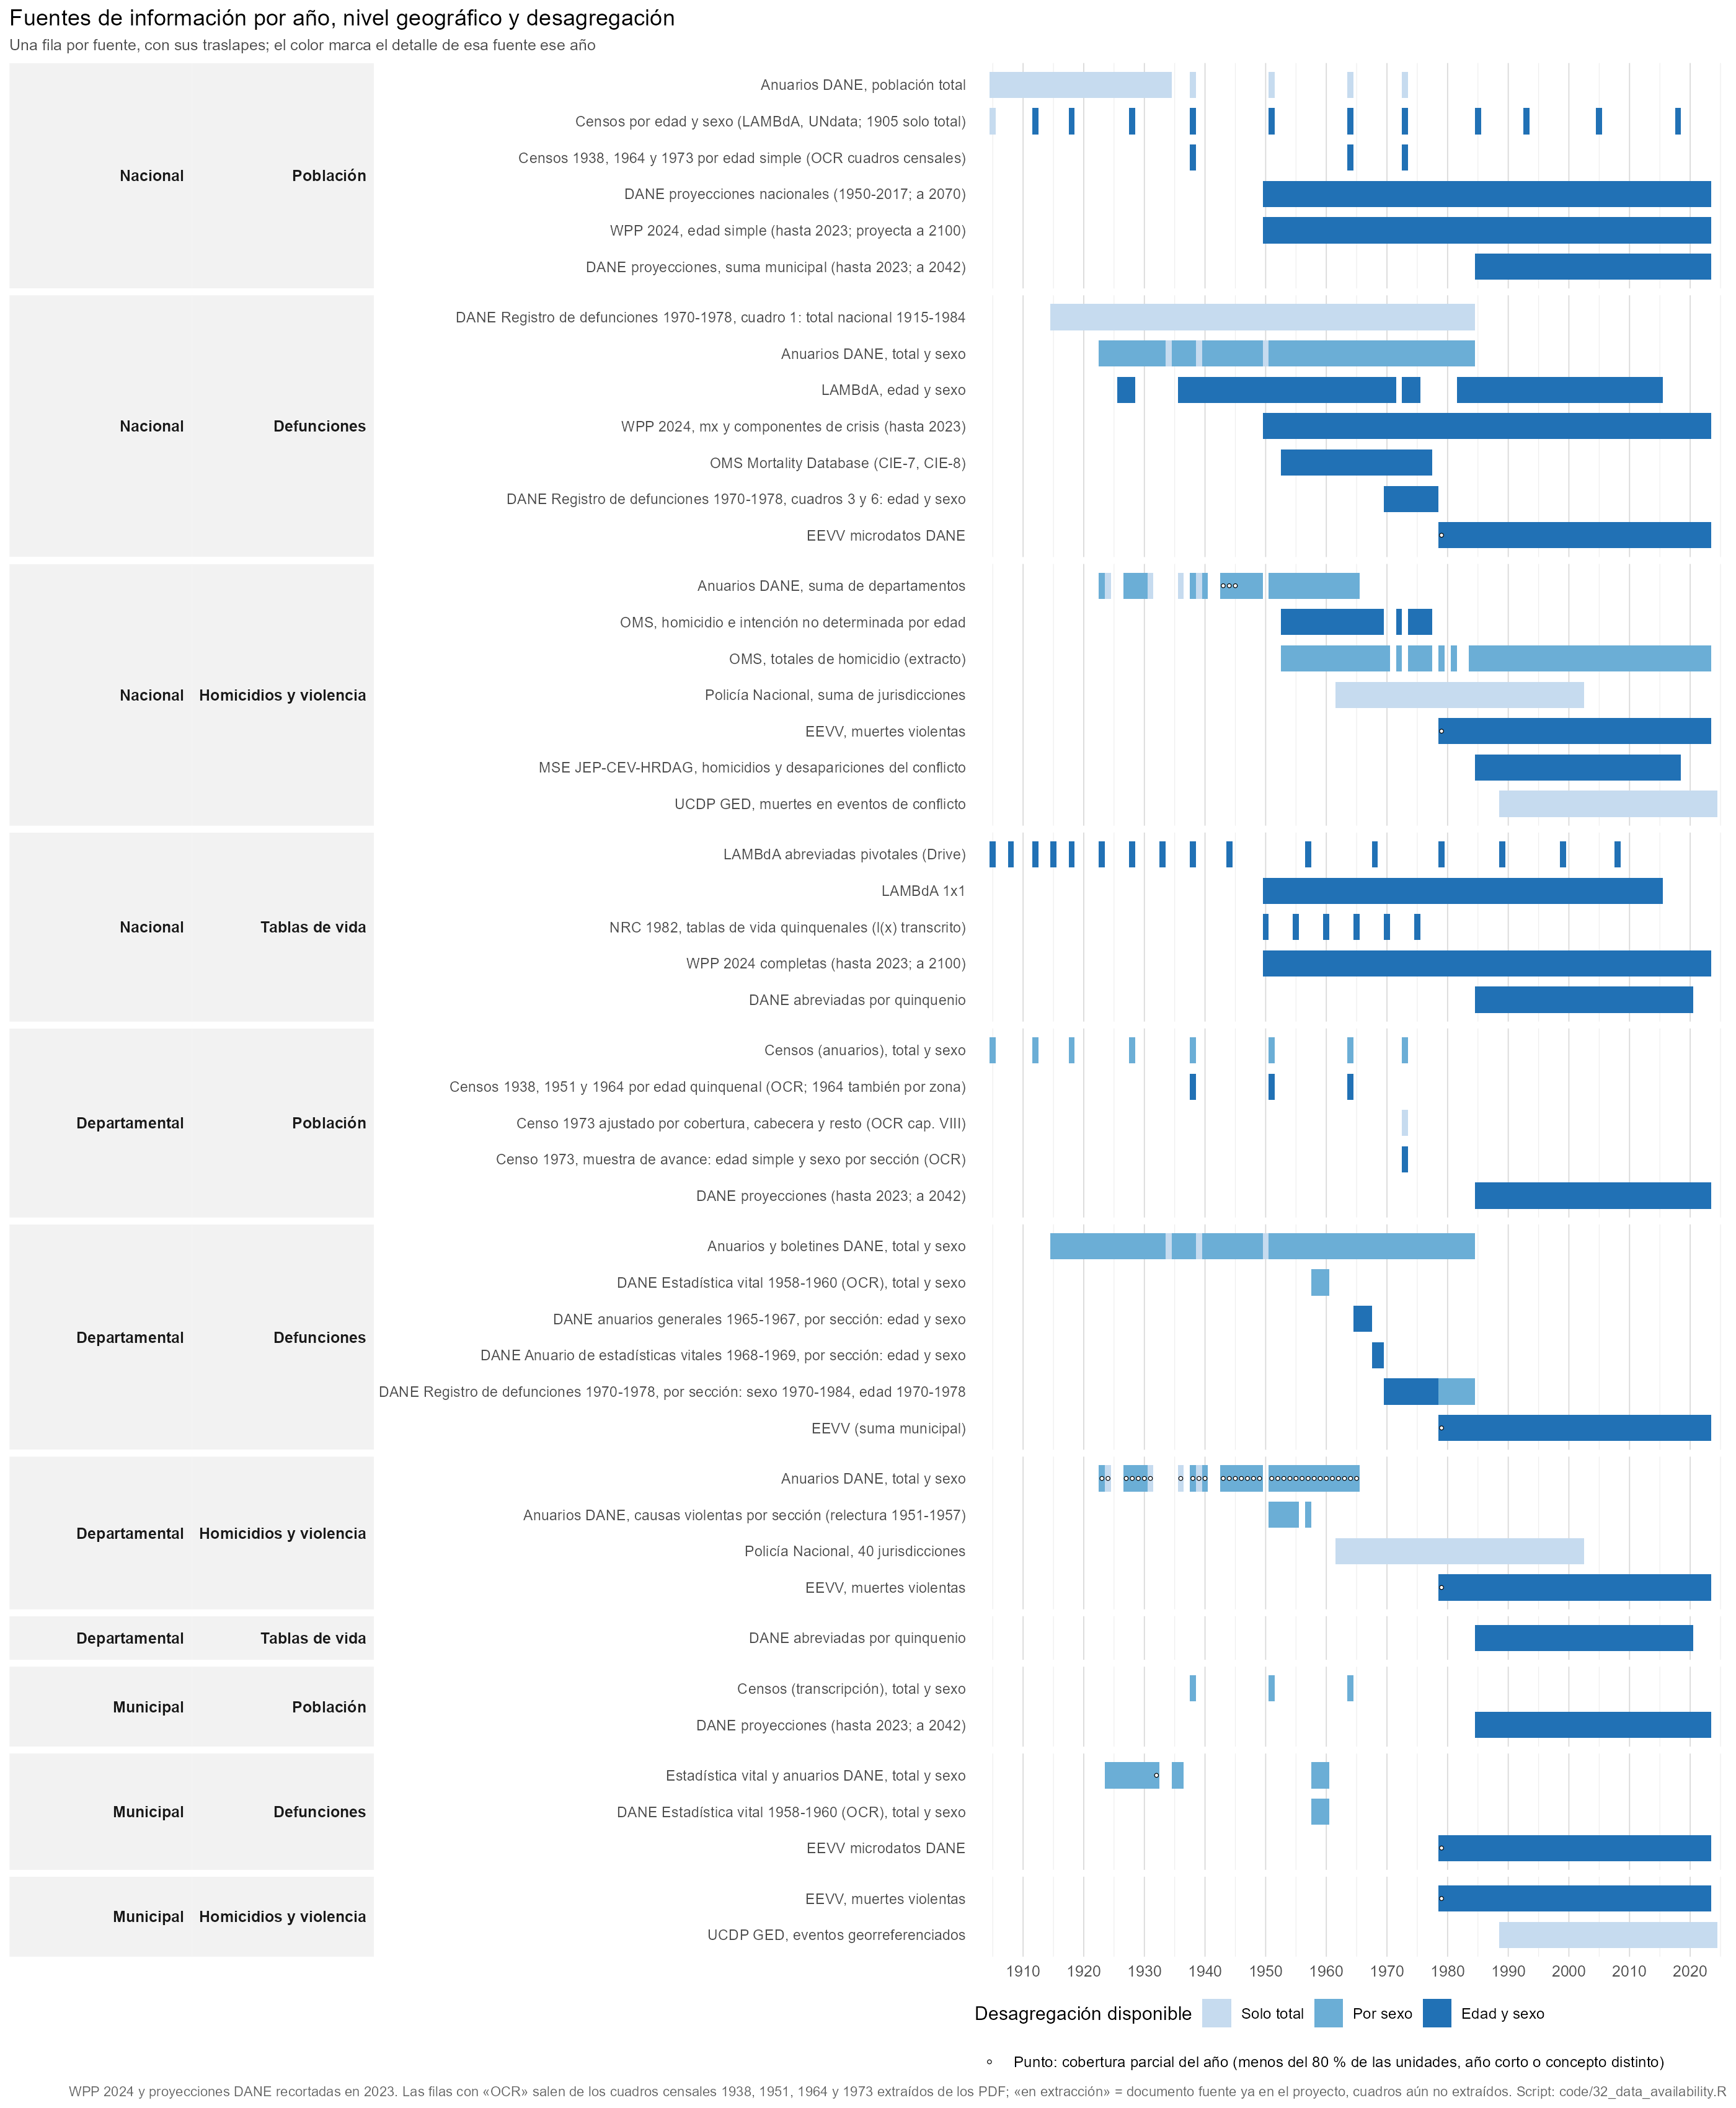 Fuentes de información por año, nivel geográfico y desagregación
Una fila por fuente, con sus traslapes; el color marca el detalle de esa fuente ese año
Nacional Población
Anuarios DANE, población total
Censos por edad y sexo (LAMBdA, UNdata; 1905 solo total)
Censos 1938, 1964 y 1973 por edad simple (OCR cuadros censales)
DANE proyecciones nacionales (1950-2017; a 2070)
WPP 2024, edad simple (hasta 2023; proyecta a 2100)
DANE proyecciones, suma municipal (hasta 2023; a 2042)
Nacional Defunciones
DANE Registro de defunciones 1970-1978, cuadro 1: total nacional 1915-1984
Anuarios DANE, total y sexo
LAMBdA, edad y sexo
WPP 2024, mx y componentes de crisis (hasta 2023)
OMS Mortality Database (CIE-7, CIE-8)
DANE Registro de defunciones 1970-1978, cuadros 3 y 6: edad y sexo
EEVV microdatos DANE
Nacional Homicidios y violencia
Anuarios DANE, suma de departamentos
OMS, homicidio e intención no determinada por edad
OMS, totales de homicidio (extracto)
Policía Nacional, suma de jurisdicciones
EEVV, muertes violentas
MSE JEP-CEV-HRDAG, homicidios y desapariciones del conflicto
UCDP GED, muertes en eventos de conflicto
Nacional Tablas de vida
LAMBdA abreviadas pivotales (Drive)
LAMBdA 1x1
NRC 1982, tablas de vida quinquenales (l(x) transcrito)
WPP 2024 completas (hasta 2023; a 2100)
DANE abreviadas por quinquenio
Departamental Población
Censos (anuarios), total y sexo
Censos 1938, 1951 y 1964 por edad quinquenal (OCR; 1964 también por zona)
Censo 1973 ajustado por cobertura, cabecera y resto (OCR cap. VIII)
Censo 1973, muestra de avance: edad simple y sexo por sección (OCR)
DANE proyecciones (hasta 2023; a 2042)
Departamental Defunciones
Anuarios y boletines DANE, total y sexo
DANE Estadística vital 1958-1960 (OCR), total y sexo
DANE anuarios generales 1965-1967, por sección: edad y sexo
DANE Anuario de estadísticas vitales 1968-1969, por sección: edad y sexo
DANE Registro de defunciones 1970-1978, por sección: sexo 1970-1984, edad 1970-1978
EEVV (suma municipal)
Departamental Homicidios y violencia
Anuarios DANE, total y sexo
Anuarios DANE, causas violentas por sección (relectura 1951-1957)
Policía Nacional, 40 jurisdicciones
EEVV, muertes violentas
Departamental Tablas de vida
DANE abreviadas por quinquenio
Municipal Población
Censos (transcripción), total y sexo
DANE proyecciones (hasta 2023; a 2042)
Municipal Defunciones
Estadística vital y anuarios DANE, total y sexo
DANE Estadística vital 1958-1960 (OCR), total y sexo
EEVV microdatos DANE
Municipal Homicidios y violencia
EEVV, muertes violentas
UCDP GED, eventos georreferenciados
1910 1920 1930 1940 1950 1960 1970 1980 1990 2000 2010 2020
Desagregación disponible Solo total Por sexo Edad y sexo
Punto: cobertura parcial del año (menos del 80 % de las unidades, año corto o concepto distinto)
WPP 2024 y proyecciones DANE recortadas en 2023. Las filas con «OCR» salen de los cuadros censales 1938, 1951, 1964 y 1973 extraídos de los PDF; «en extracción» = documento fuente ya en el proyecto, cuadros aún no extraídos. Script: code/32_data_availability.R